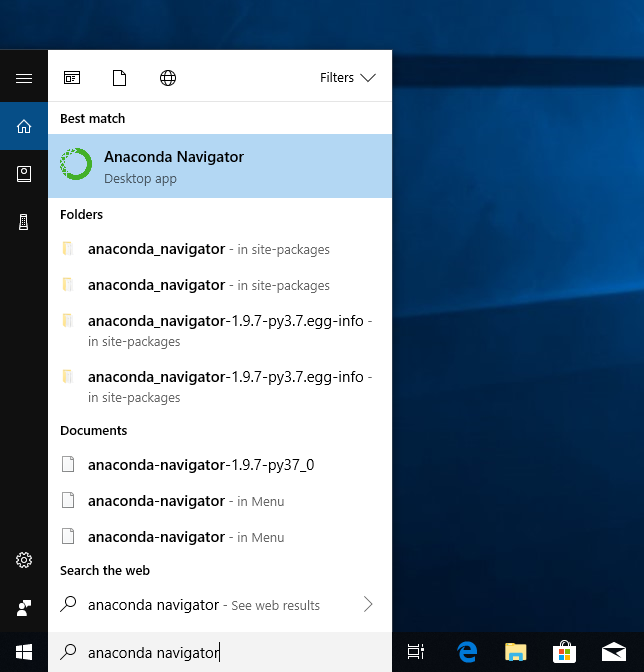 Filters
Best match
Anaconda Navigator
Desktop app
Folders
anaconda_navigator - in site-packages
anaconda_navigator - in site-packages
anaconda_navigator-1.9.7-py3.7.egg-info -
in site-packages
anaconda_navigator-1.9.7-py3.7.egg-info -
in site-packages
Documents
anaconda-navigator-1.9.7-py37_0
anaconda-navigator - in Menu
anaconda-navigator - in Menu
Search the web
anaconda navigator - See web results
anaconda navigator